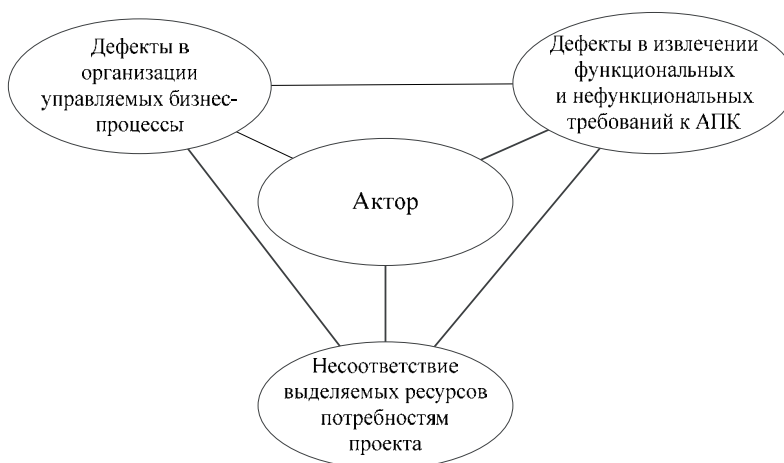 Дефекты в
организации
управляемых бизнес-
процессы
Дефекты в извлечении
функциональных
и нефункциональных
требований к АПК
Актор
Несоответствие
выделяемых ресурсов
потребностям
проекта